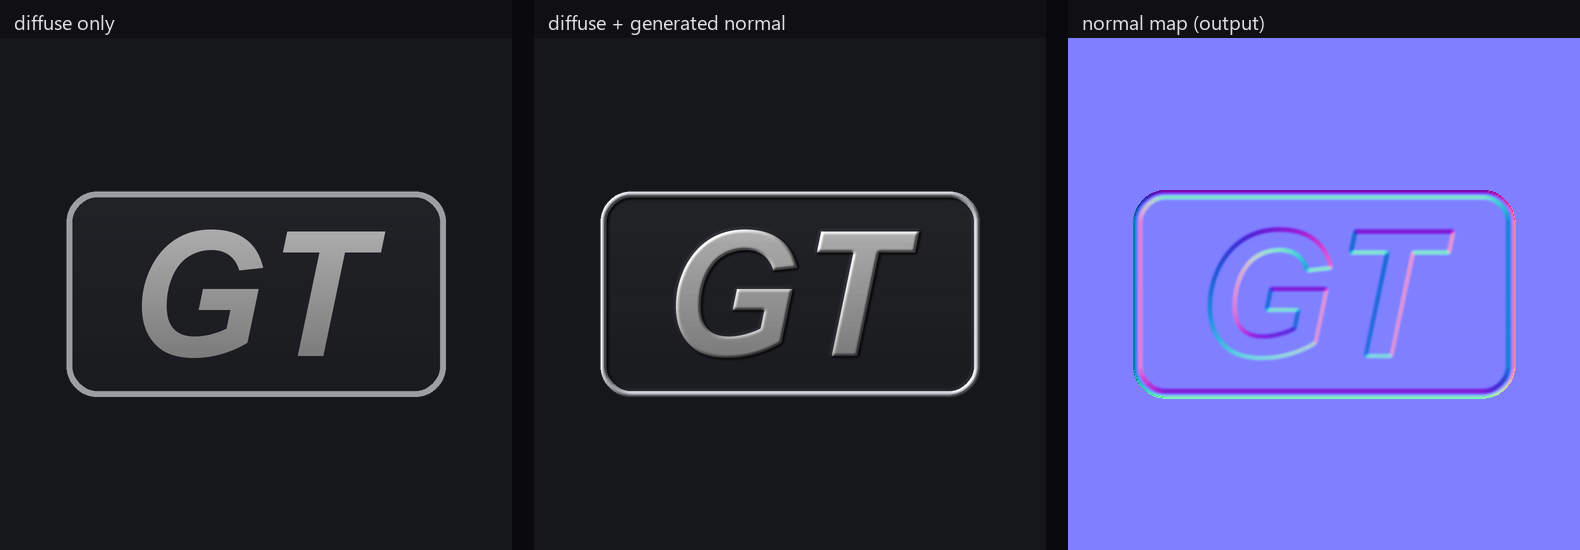 diffuse only
GT
diffuse + generated normal
GT
normal map (output)
GT